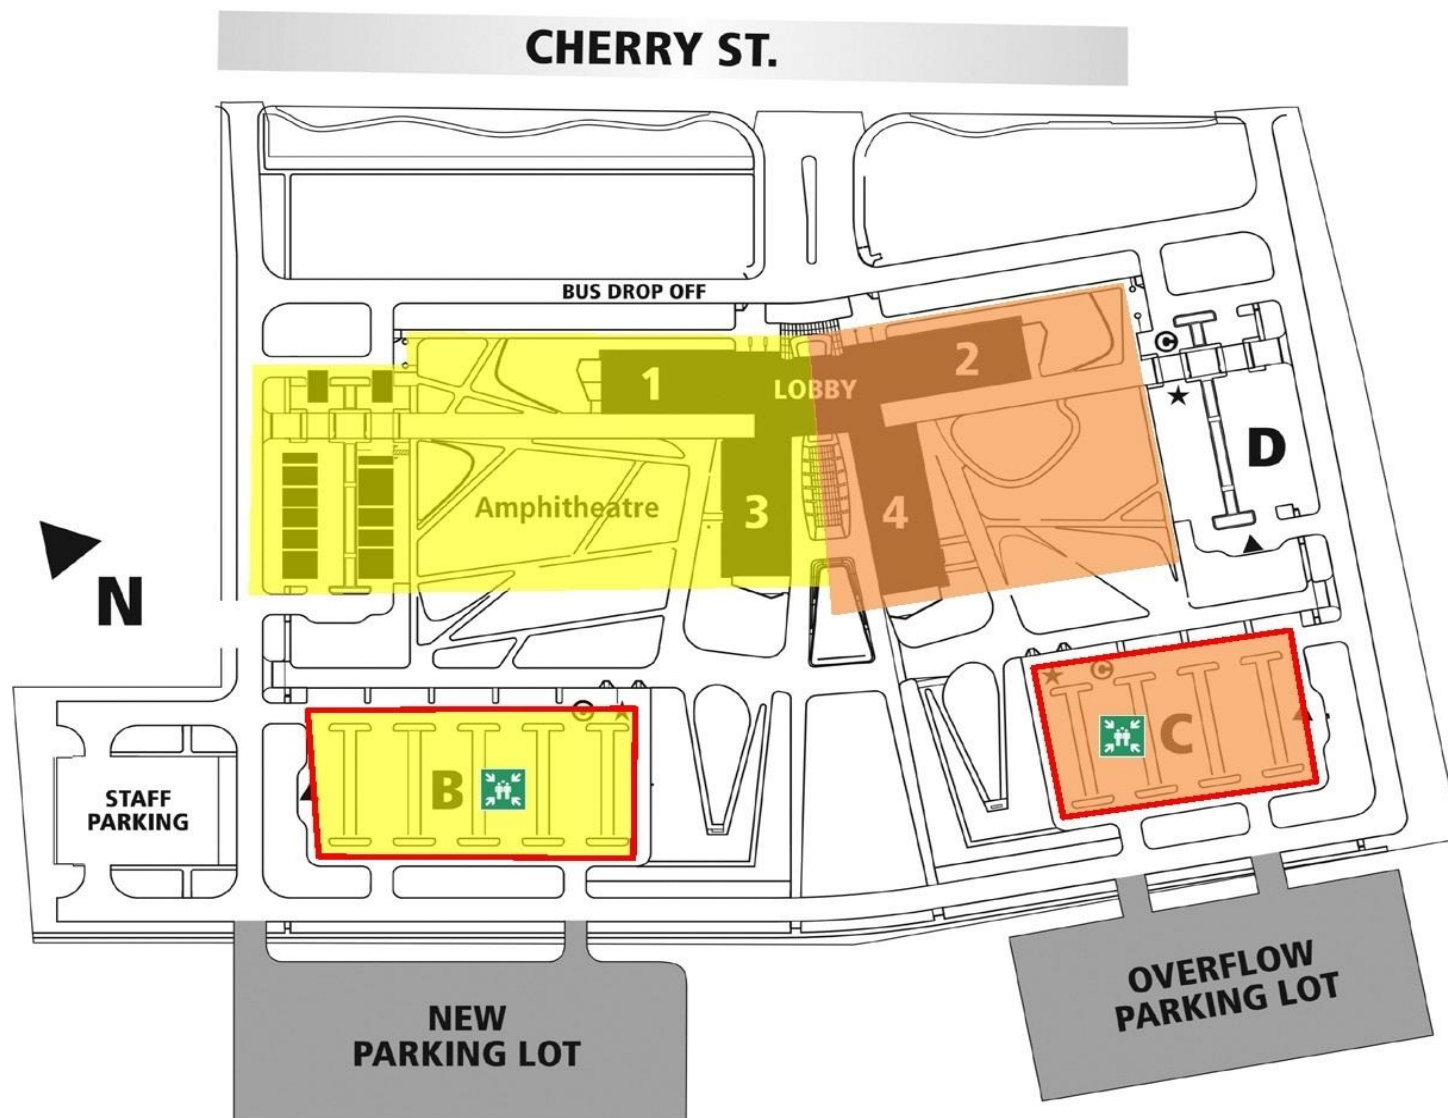 CHERRY ST.
BUS DROP OFF
1
LOBBY
2
C
D
Amphitheatre
3
4
N
C
C
B
C
STAFF
PARKING
NEW
PARKING LOT
OVERFLOW
PARKING LOT